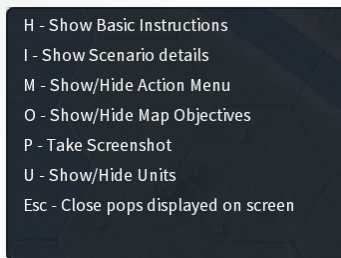 H - Show Basic Instructions
I - Show Scenario details
M - Show/Hide Action Menu
O - Show/Hide Map Objectives
P - Take Screenshot
U - Show/Hide Units
Esc - Close pops displayed on screen